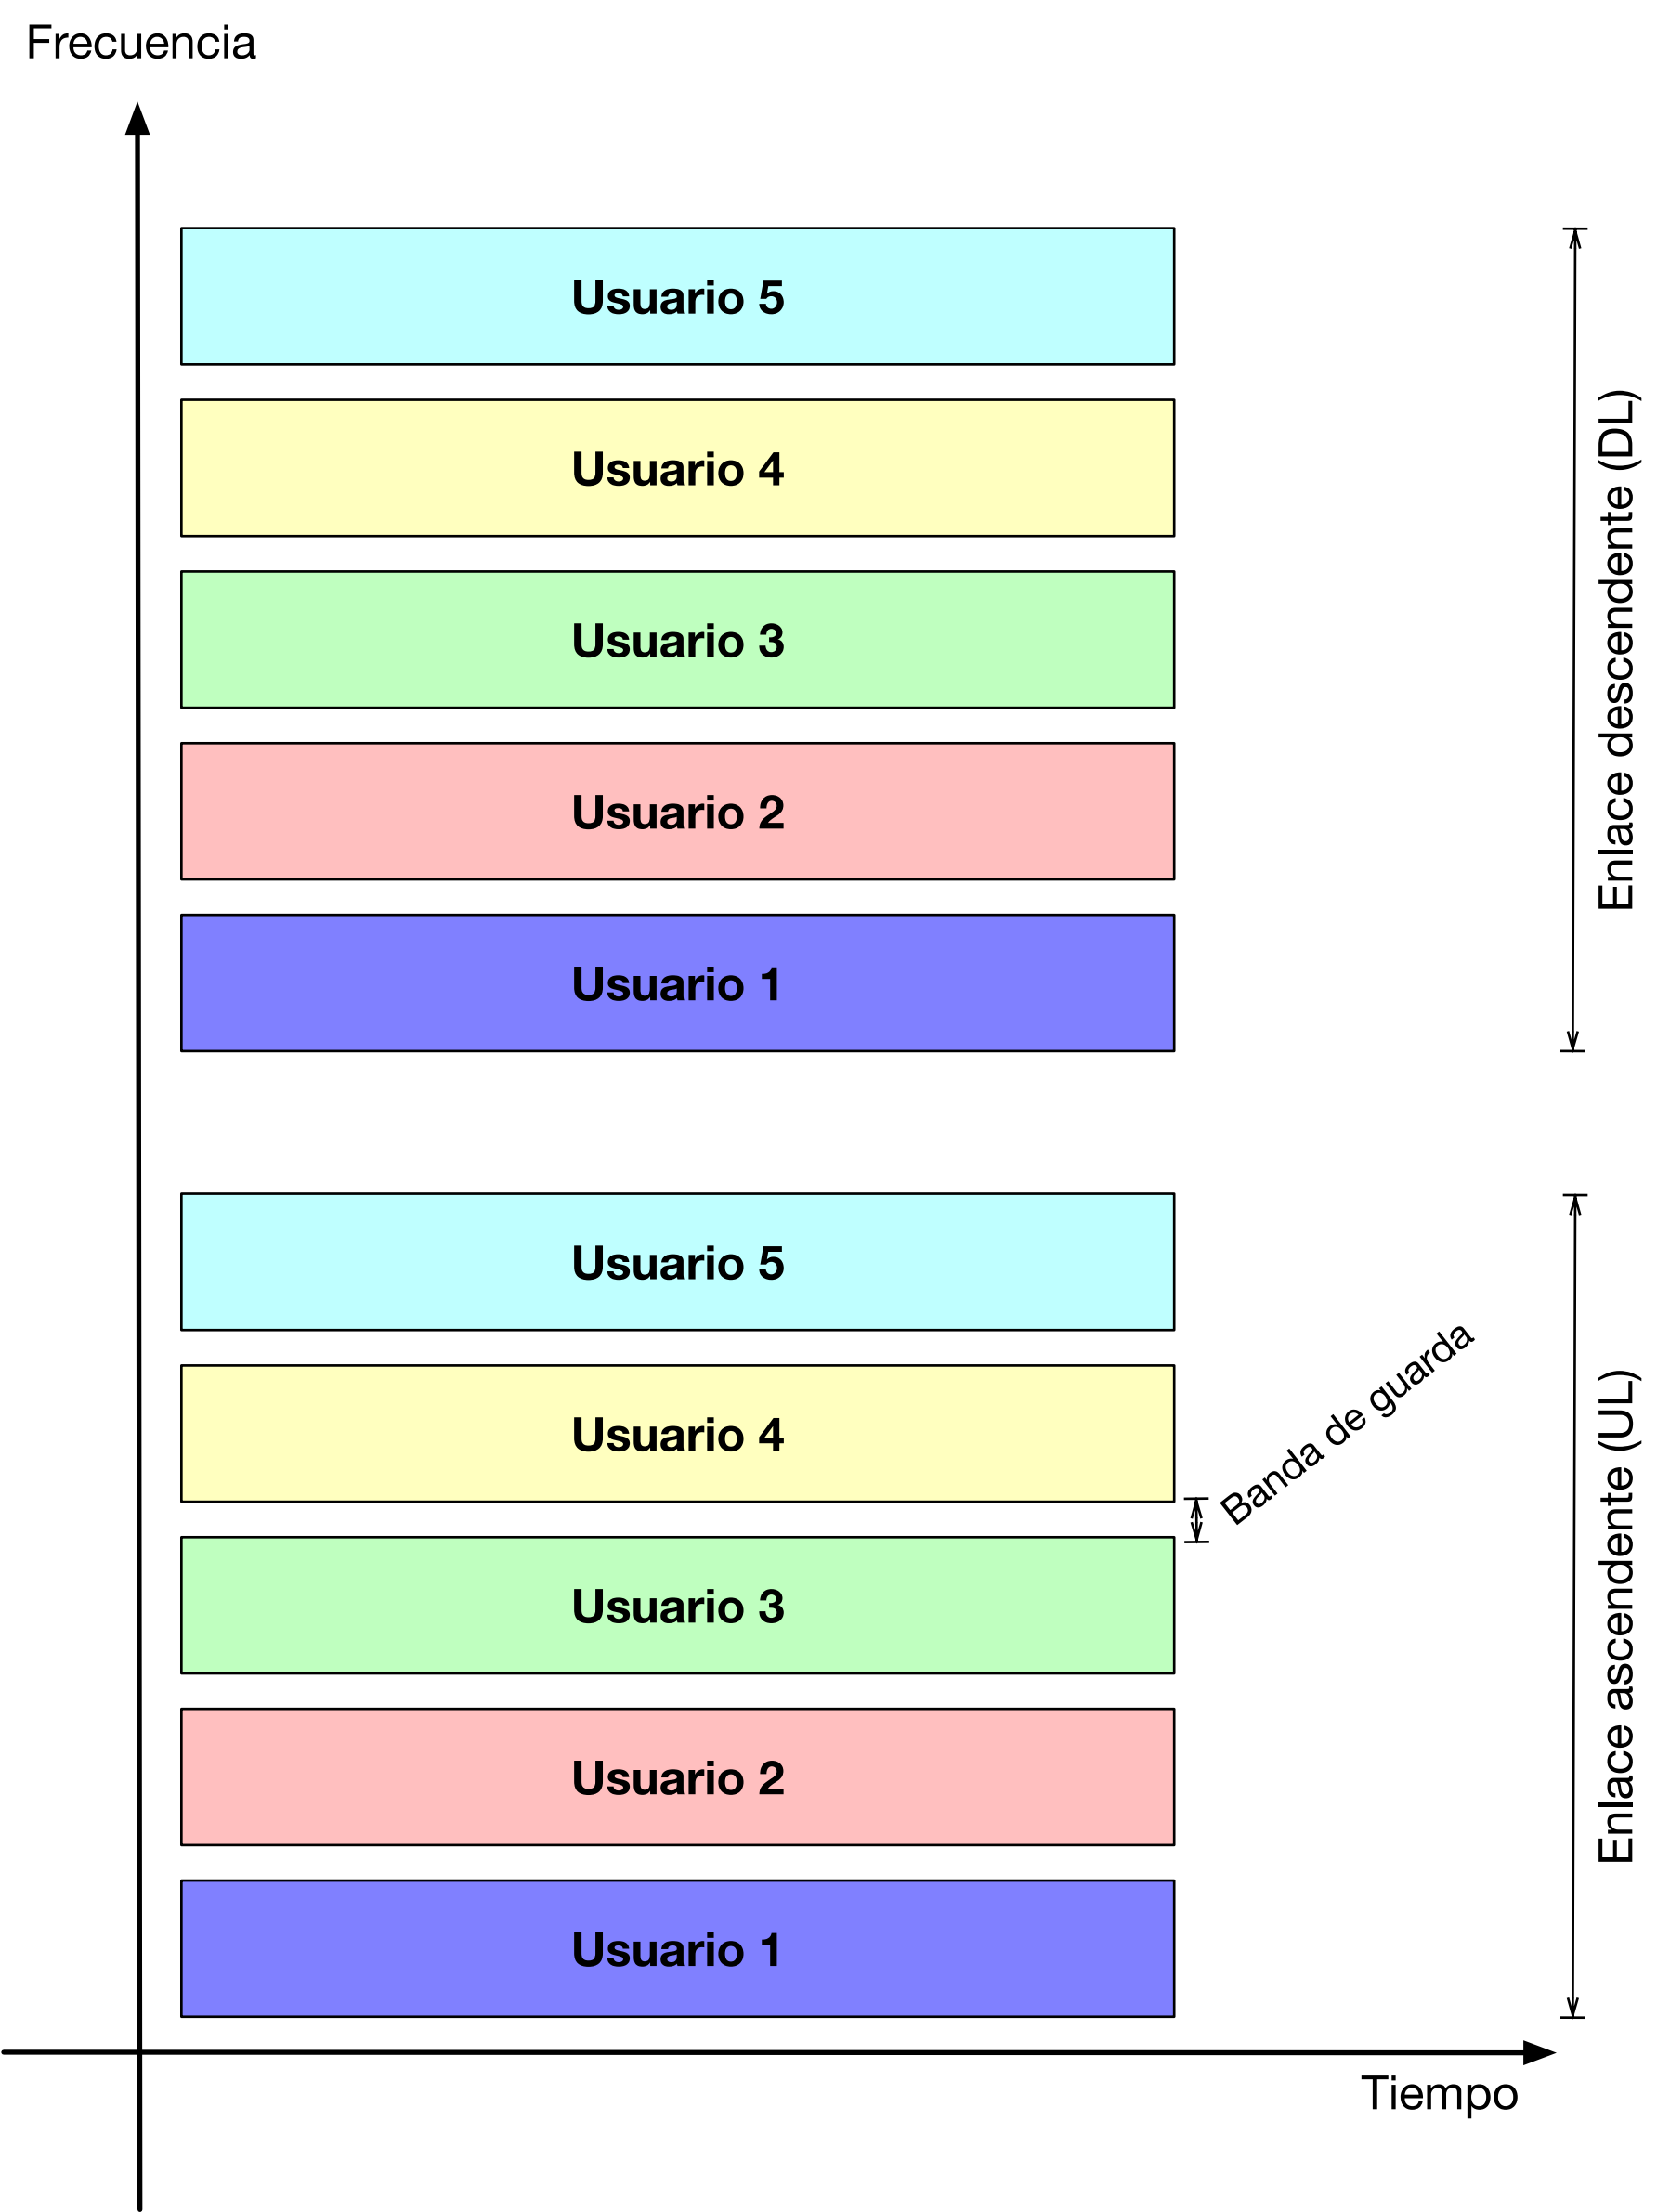 Frecuencia
Usuario 5
Usuario 4
Usuario 3
Usuario 2
Usuario 1
Enlace descendente (DL)
Usuario 5
Usuario 4
Banda de guarda
Usuario 3
Usuario 2
Usuario 1
Enlace ascendente (UL)
Tiempo